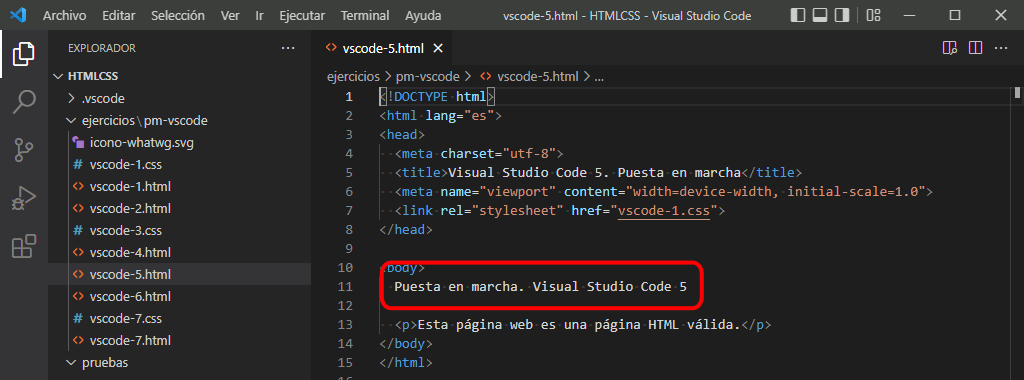 Archivo Editar Selección Ver Ir Ejecutar Terminal Ayuda vscode-5.html - HTMLCSS - Visual Studio Code
EXPLORADOR
HTMLCSS
.vscode
ejercicios\pm-vscode
icono-whatwg.svg
# vscode-1.css
<> vscode-1.html
<> vscode-2.html
# vscode-3.css
<> vscode-4.html
<> vscode-5.html
<> vscode-6.html
# vscode-7.css
<> vscode-7.html
pruebas
<> vscode-5.html
ejercicios > pm-vscode > <> vscode-5.html > ...
1 <!DOCTYPE html>
2 <html lang="es">
3 <head>
4 <meta charset="utf-8">
5 <title>Visual Studio Code 5. Puesta en marcha</title>
6 <meta name="viewport" content="width=device-width, initial-scale=1.0">
7 <link rel="stylesheet" href="vscode-1.css">
8 </head>
9
10 <body>
11 Puesta en marcha. Visual Studio Code 5
12
13 <p>Esta página web es una página HTML válida.</p>
14 </body>
15 </html>